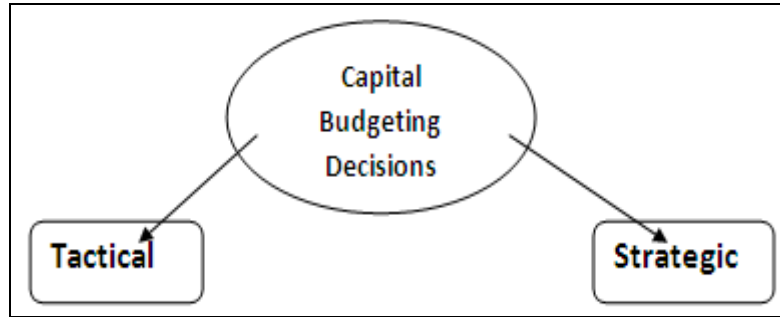 Capital
Budgeting
Decisions
Tactical
Strategic